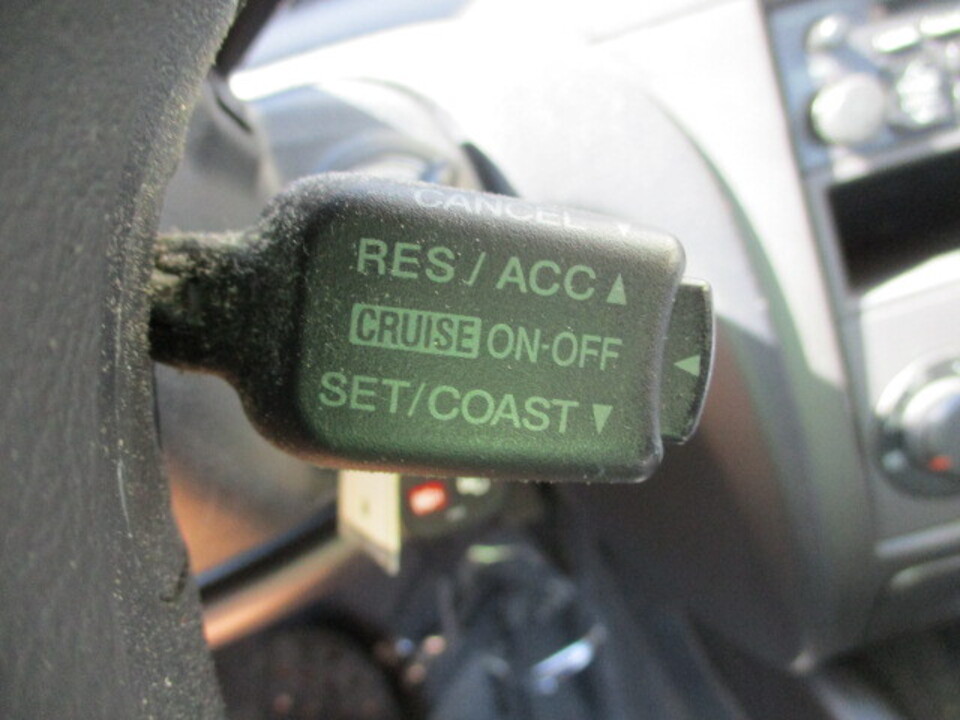 CANCEL ▼
RES / ACC ▲
CRUISE ON-OFF ◀
SET/COAST ▼